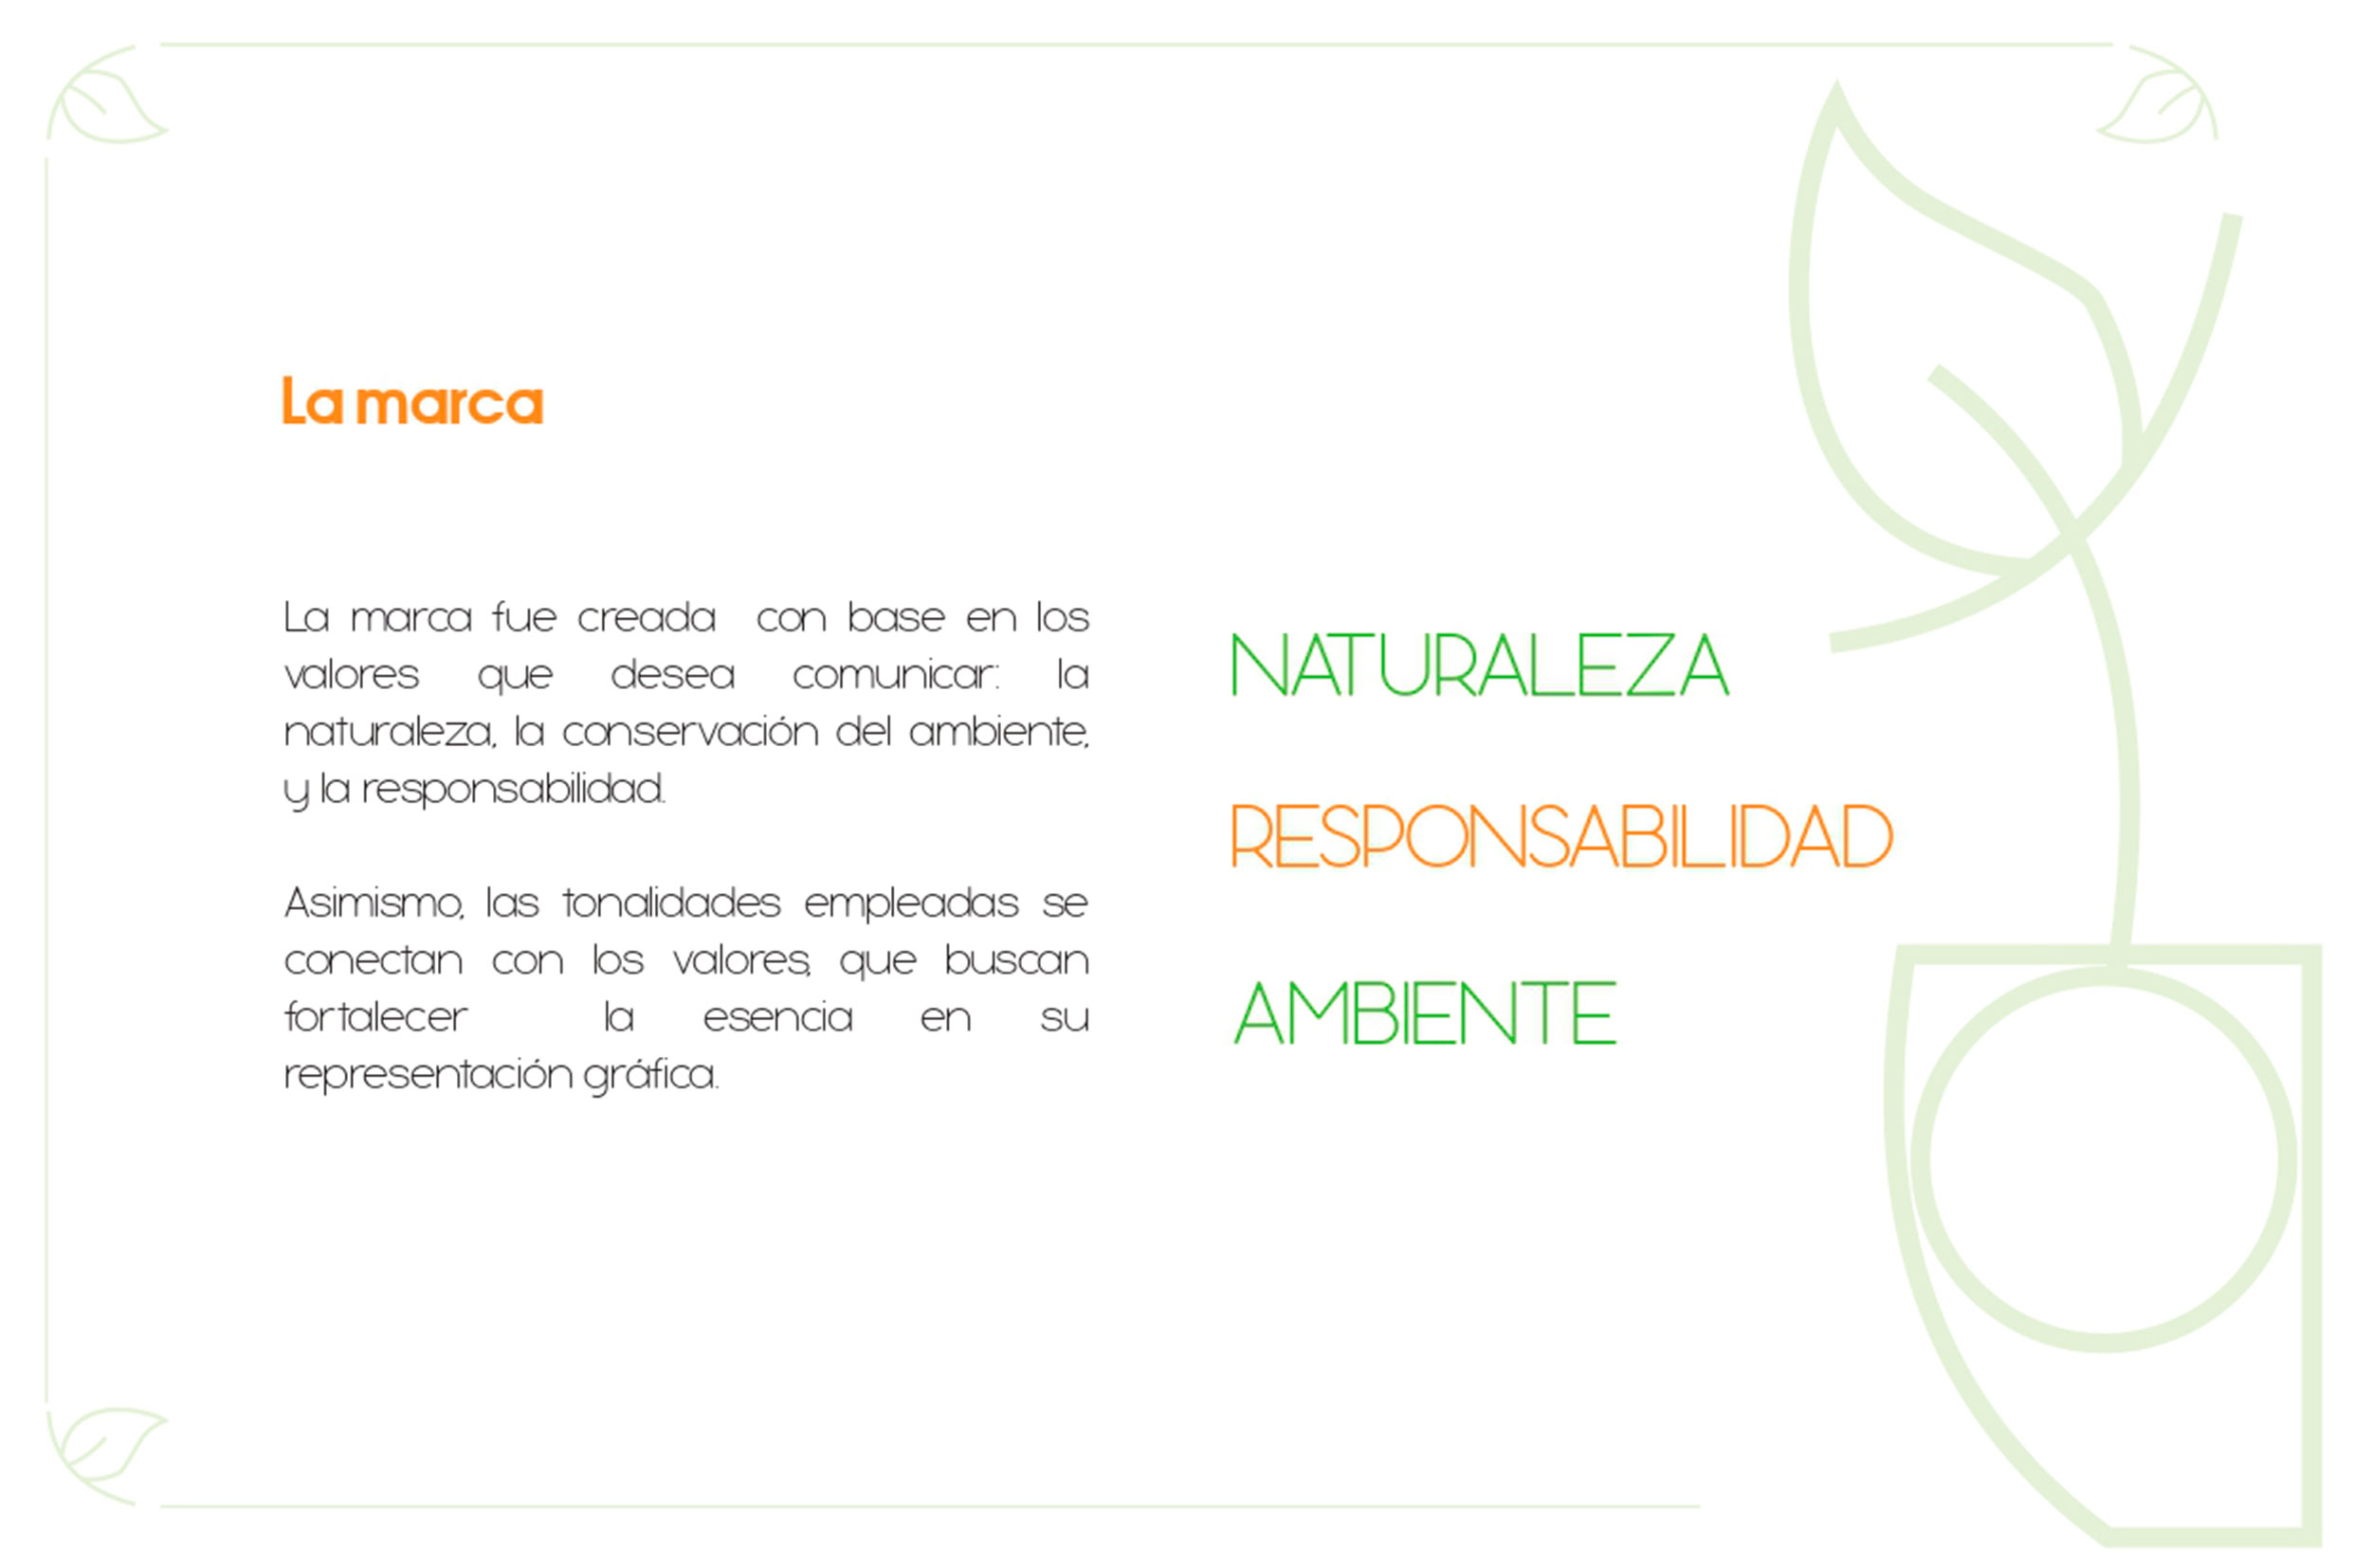 La marca
La marca fue creada con base en los
valores que desea comunicar: la
naturaleza, la conservación del ambiente,
y la responsabilidad.
Asimismo, las tonalidades empleadas se
conectan con los valores, que buscan
fortalecer la esencia en su
representación gráfica.
NATURALEZA
RESPONSABILIDAD
AMBIENTE